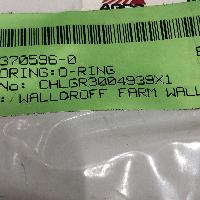 370596-0
ORING:O-RING
No: CHLGR3004939X1
:/WALLDROFF FARM WALL